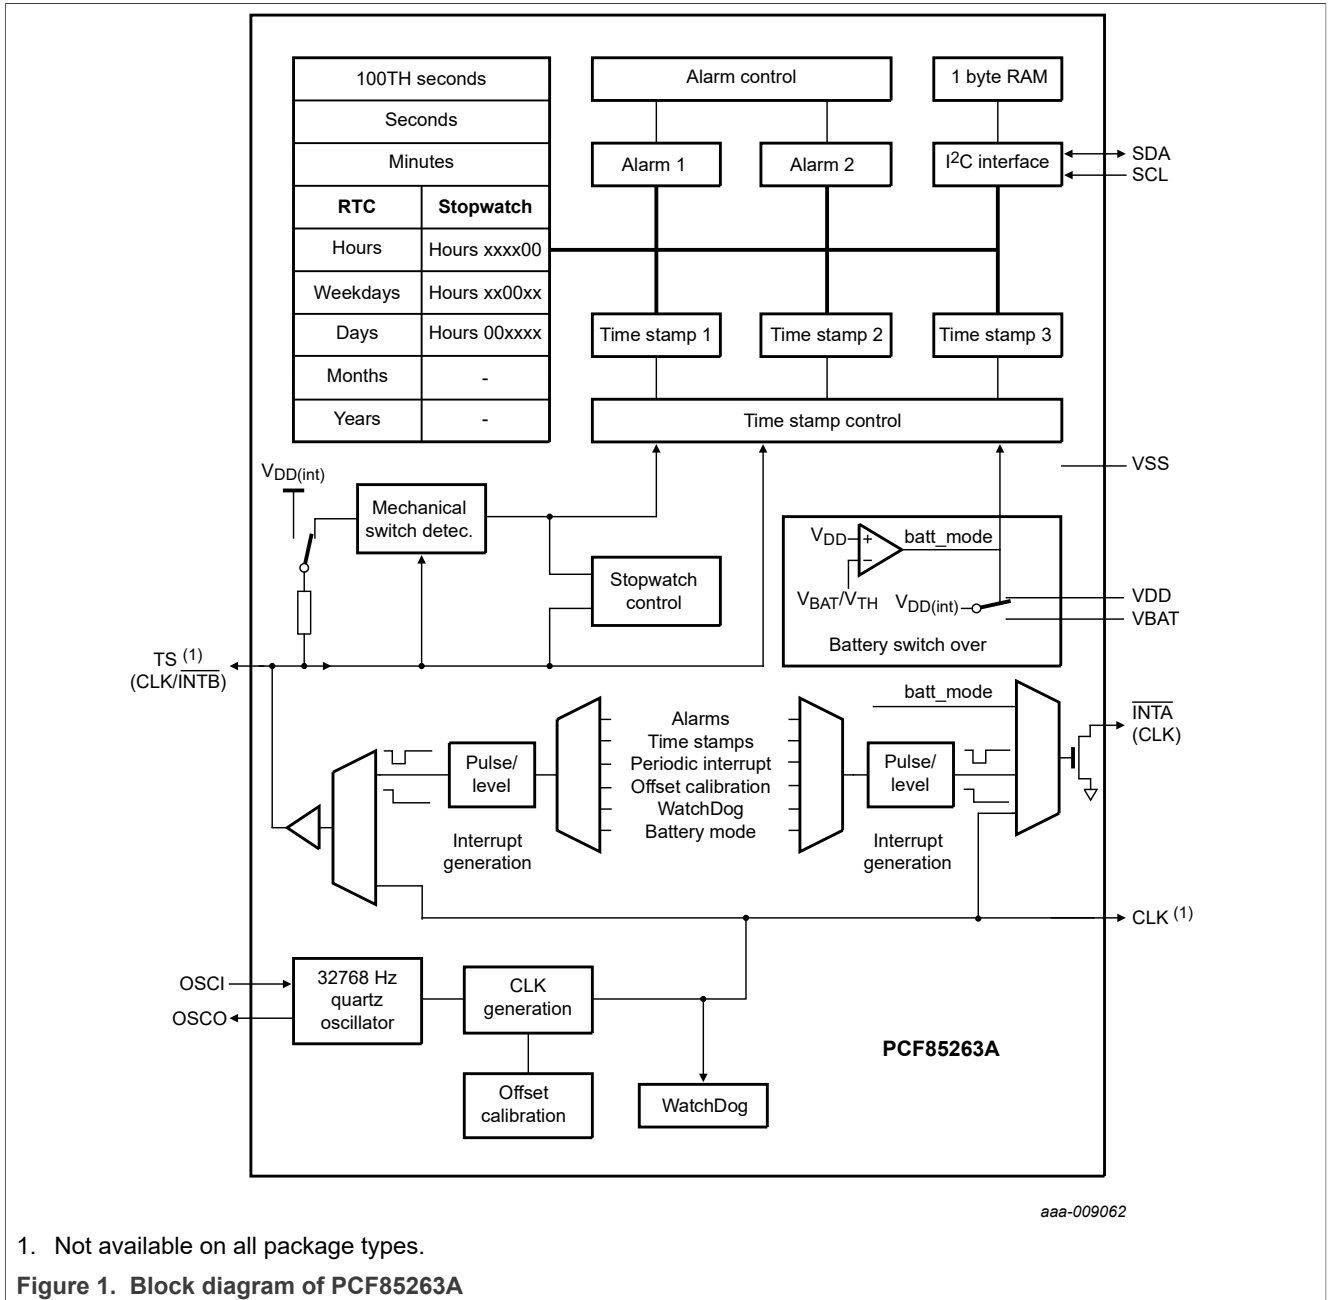 100TH seconds
Seconds
Minutes
RTC Stopwatch
Hours Hours xxxx00
Weekdays Hours xx00xx
Days Hours 00xxxx
Months -
Years -
Alarm control
1 byte RAM
Alarm 1
Alarm 2
I2C interface
SDA
SCL
Time stamp 1
Time stamp 2
Time stamp 3
Time stamp control
VSS
VDD(int)
Mechanical
switch detec.
Stopwatch
control
VDD
+
−
batt_mode
VBAT/VTH
VDD(int)
Battery switch over
VDD
VBAT
TS (1)
(CLK/INTB)
batt_mode
INTA
(CLK)
Pulse/
level
Interrupt
generation
Alarms
Time stamps
Periodic interrupt
Offset calibration
WatchDog
Battery mode
Pulse/
level
Interrupt
generation
CLK (1)
OSCI
OSCO
32768 Hz
quartz
oscillator
CLK
generation
Offset
calibration
WatchDog
PCF85263A
aaa-009062
1. Not available on all package types.
Figure 1. Block diagram of PCF85263A